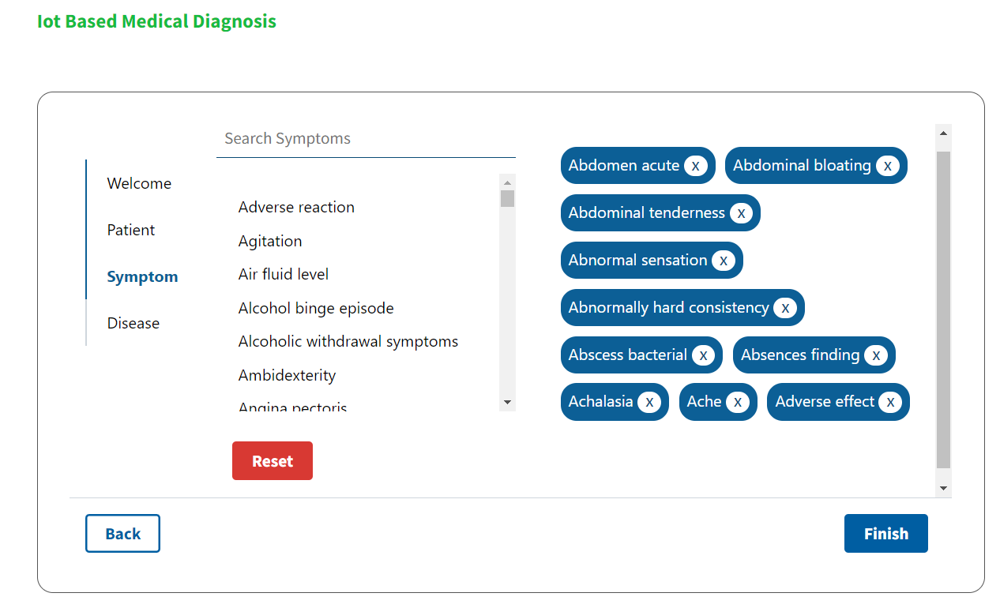 Iot Based Medical Diagnosis
Search Symptoms
Welcome
Patient
Symptom
Disease
Adverse reaction
Agitation
Air fluid level
Alcohol binge episode
Alcoholic withdrawal symptoms
Ambidexterity
Angina pectoris
Abdomen acute x Abdominal bloating x
Abdominal tenderness x
Abnormal sensation x
Abnormally hard consistency x
Abscess bacterial x Absences finding x
Achalasia x Ache x Adverse effect x
Reset
Back
Finish